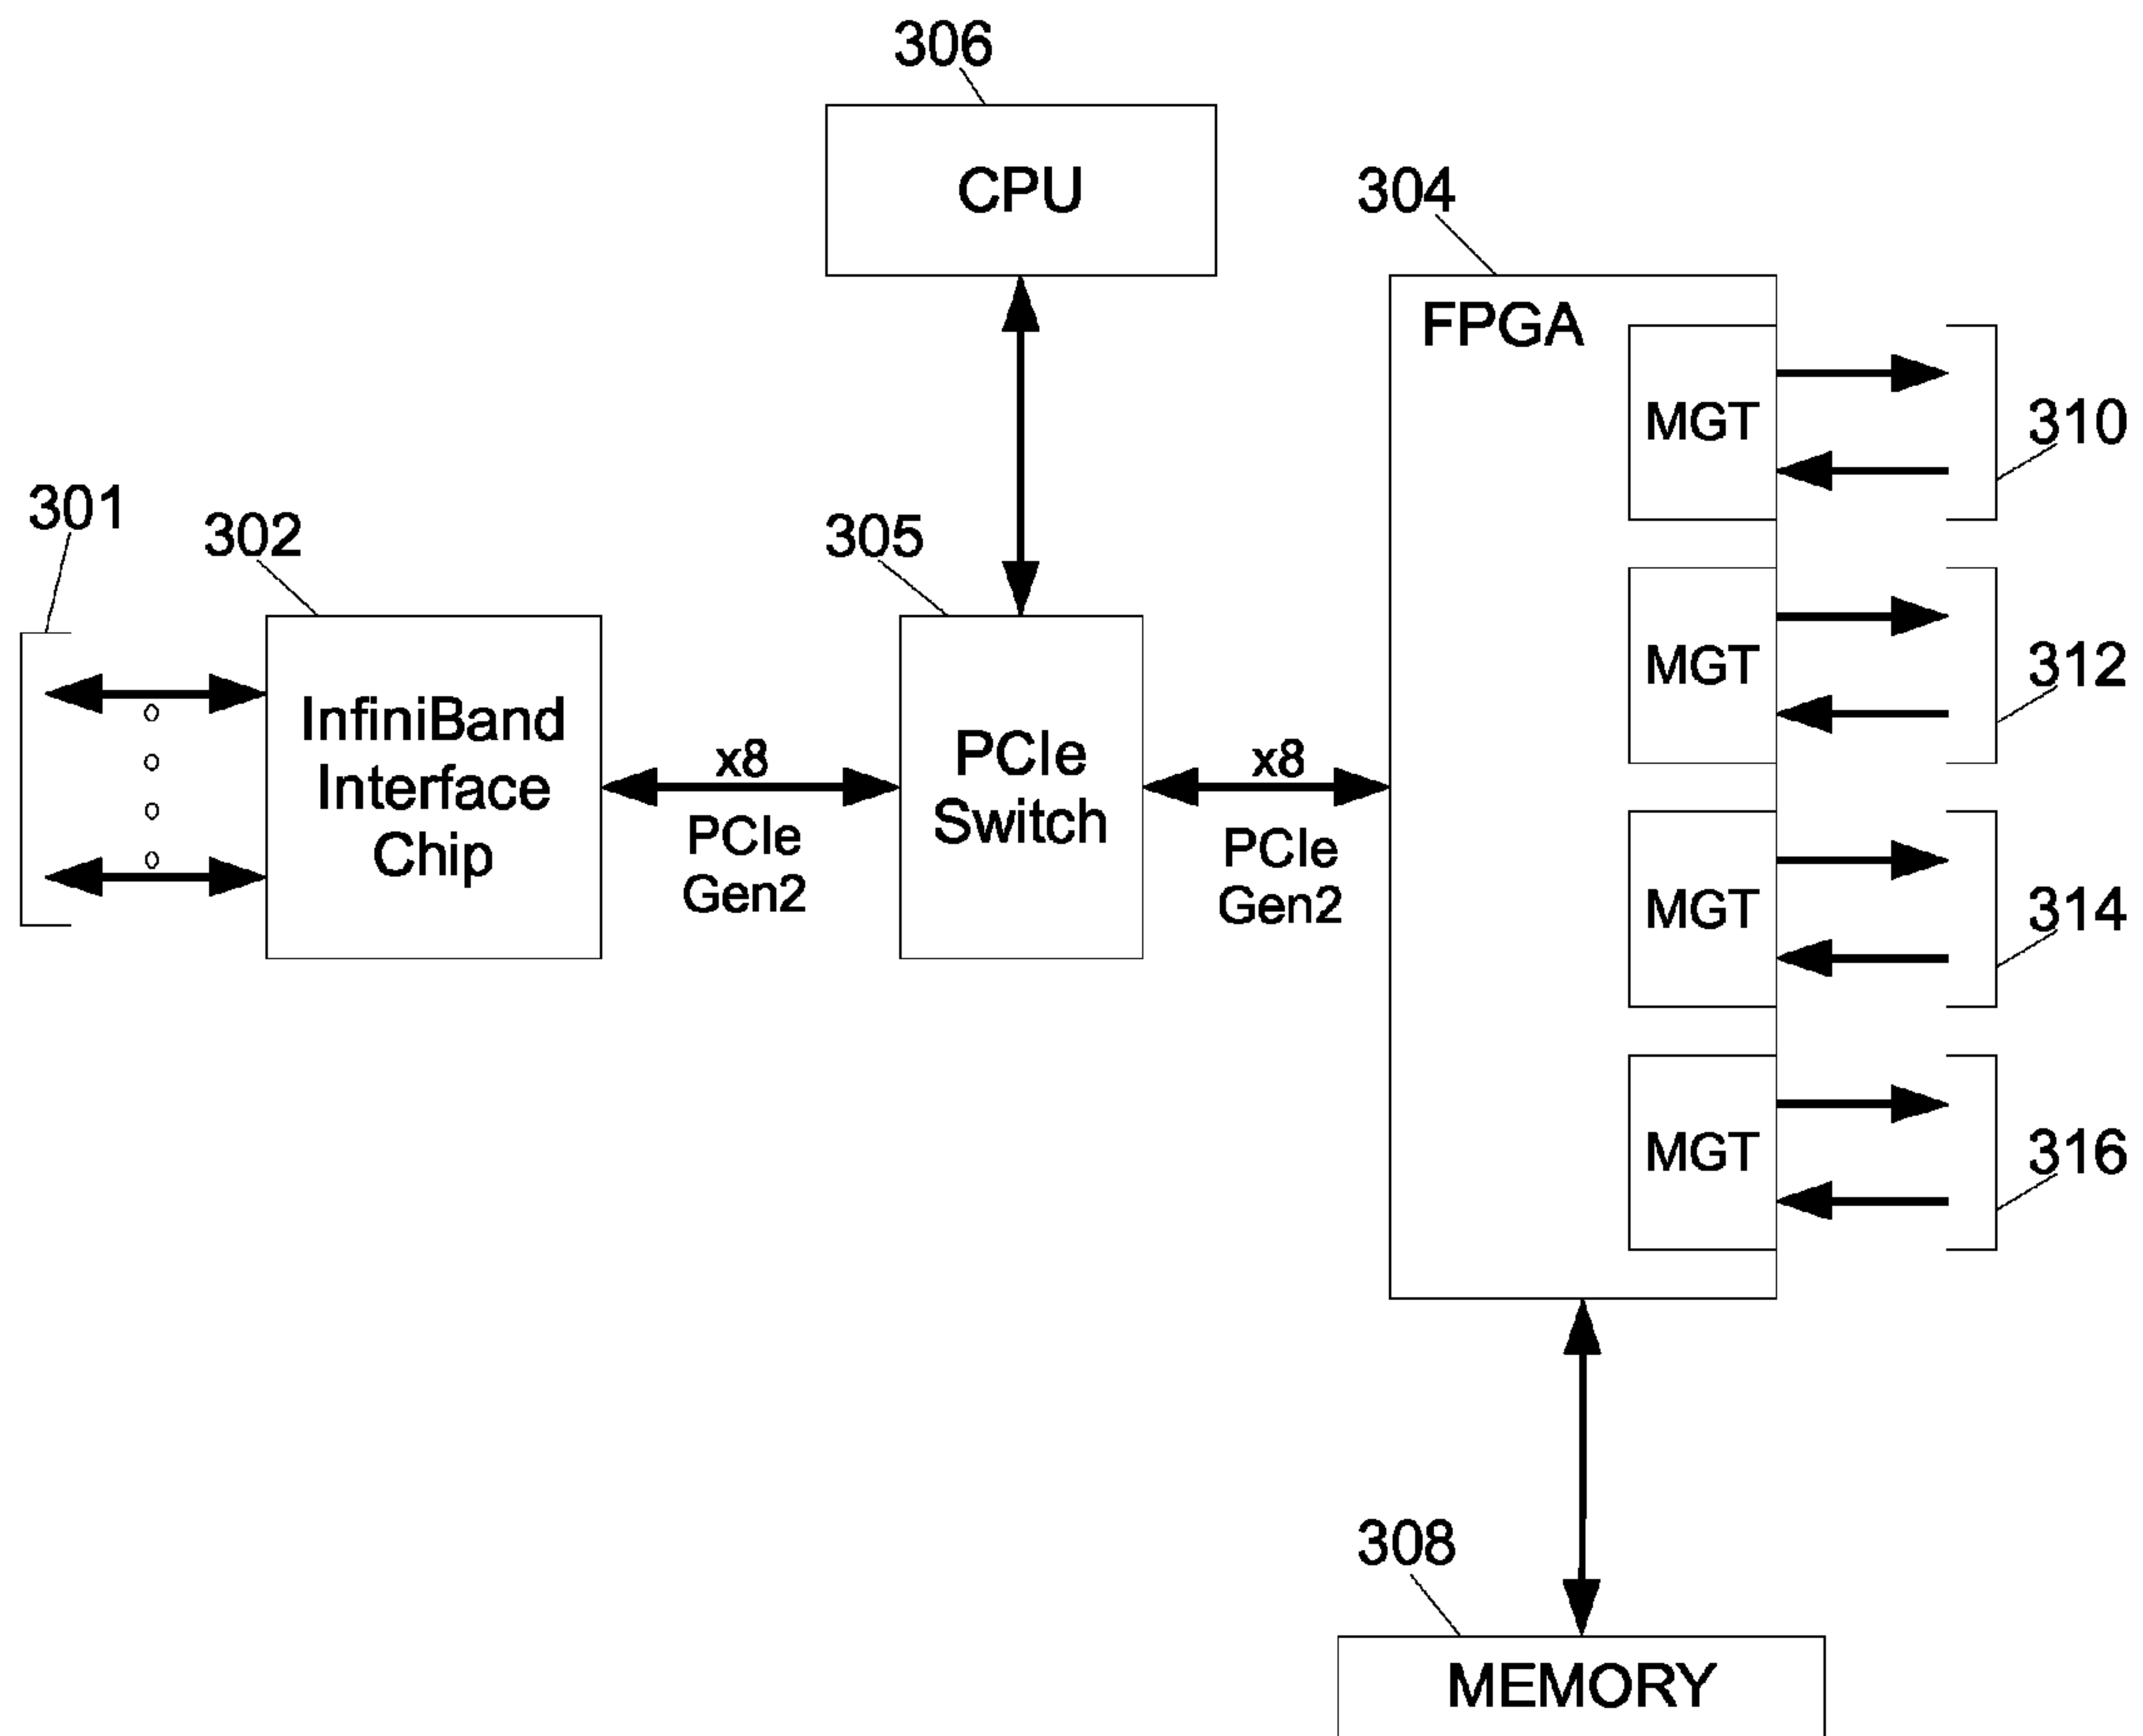 306
CPU
304
FPGA
MGT
310
301
302
305
MGT
312
InfiniBand
Interface
Chip
x8
PCIe
Gen2
PCIe
Switch
x8
PCIe
Gen2
MGT
314
MGT
316
308
MEMORY